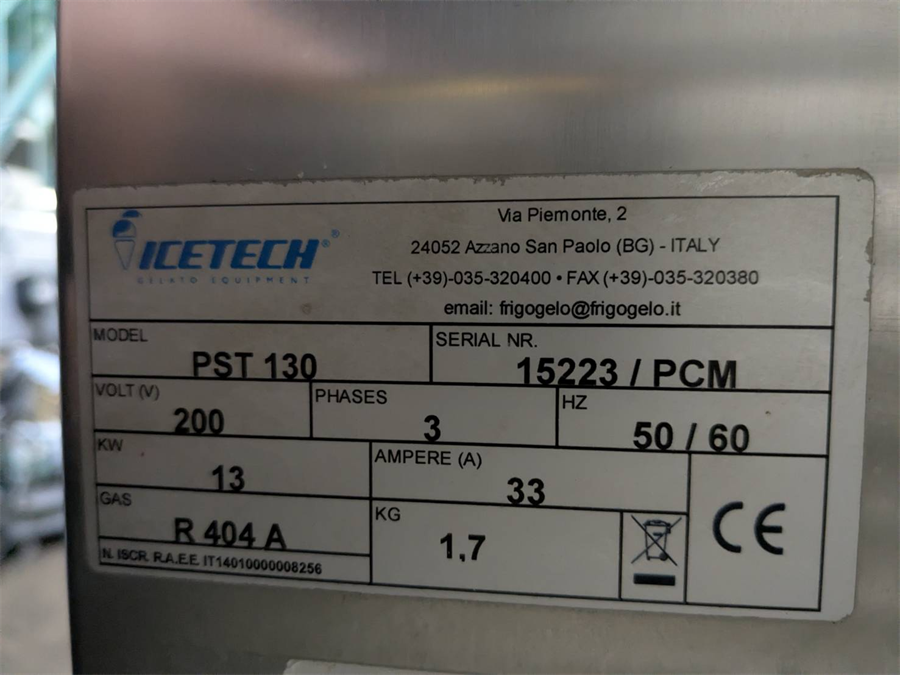 ICETECH®
GELATO EQUIPMENT
Via Piemonte, 2
24052 Azzano San Paolo (BG) - ITALY
TEL (+39)-035-320400 • FAX (+39)-035-320380
email: frigogelo@frigogelo.it
MODEL
PST 130
SERIAL NR.
15223 / PCM
VOLT (V)
200
PHASES
3
HZ
50 / 60
KW
13
AMPERE (A)
33
GAS
R 404 A
KG
1,7
CE
N. ISCR. R.A.E.E. IT14010000008256